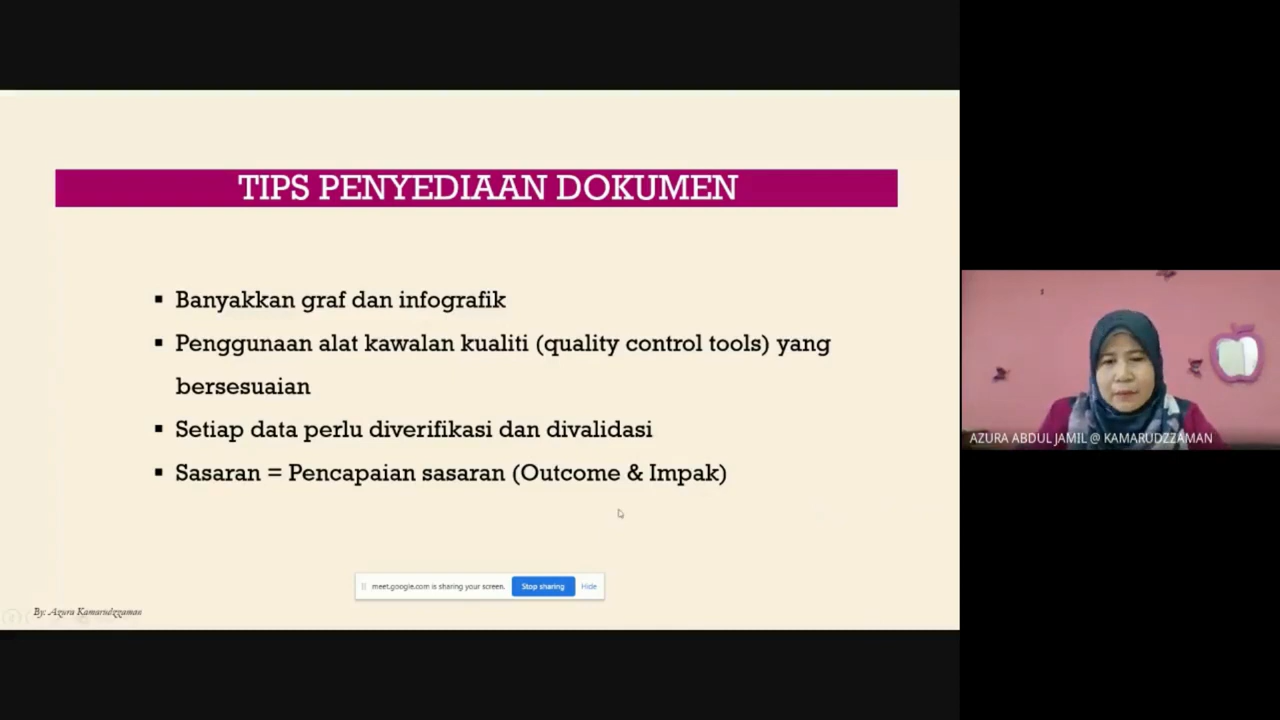 TIPS PENYEDIAAN DOKUMEN
Banyakkan graf dan infografik
Penggunaan alat kawalan kualiti (quality control tools) yang
bersesuaian
Setiap data perlu diverifikasi dan divalidasi
Sasaran = Pencapaian sasaran (Outcome & Impak)
meet.google.com is sharing your screen. Stop sharing Hide
By: Azura Kamarudzzaman
AZURA ABDUL JAMIL @ KAMARUDZZAMAN